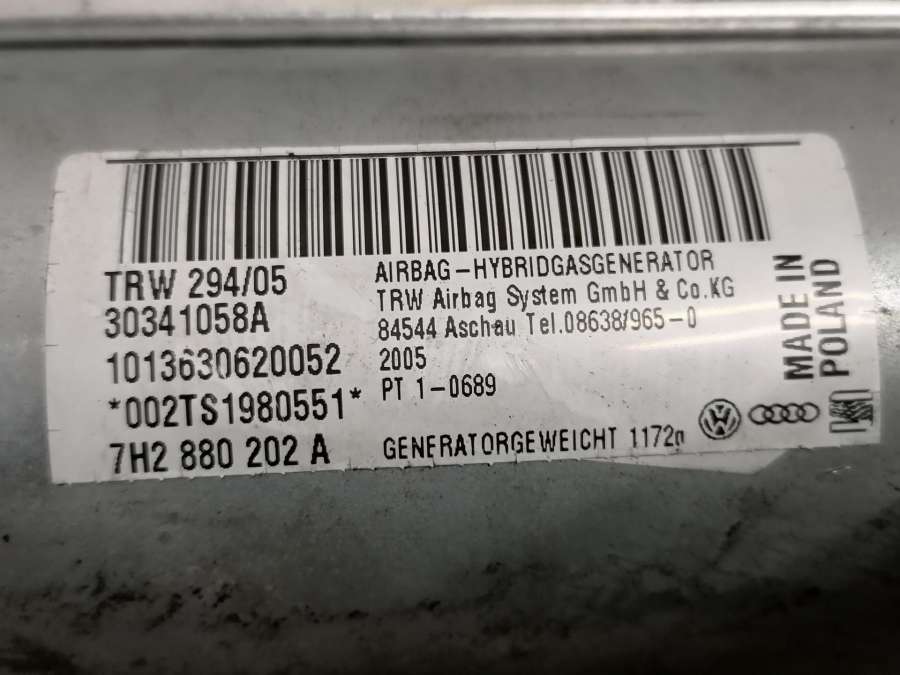 TRW 294/05
30341058A
1013630620052
*002TS1980551*
7H2 880 202 A
AIRBAG-HYBRIDGASGENERATOR
TRW Airbag System GmbH & Co.KG
84544 Aschau Tel.08638/965-0
2005
PT 1-0689
GENERATORGEWEICHT 1172g
MADE IN
POLAND